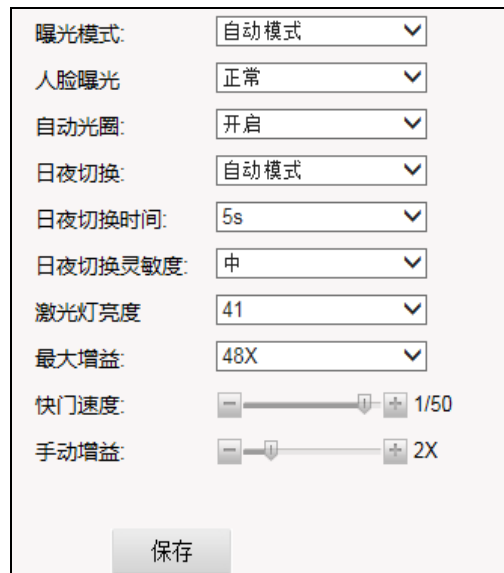 曝光模式: 自动模式
人脸曝光 正常
自动光圈: 开启
日夜切换: 自动模式
日夜切换时间: 5s
日夜切换灵敏度: 中
激光灯亮度 41
最大增益: 48X
快门速度: 1/50
手动增益: 2X
保存